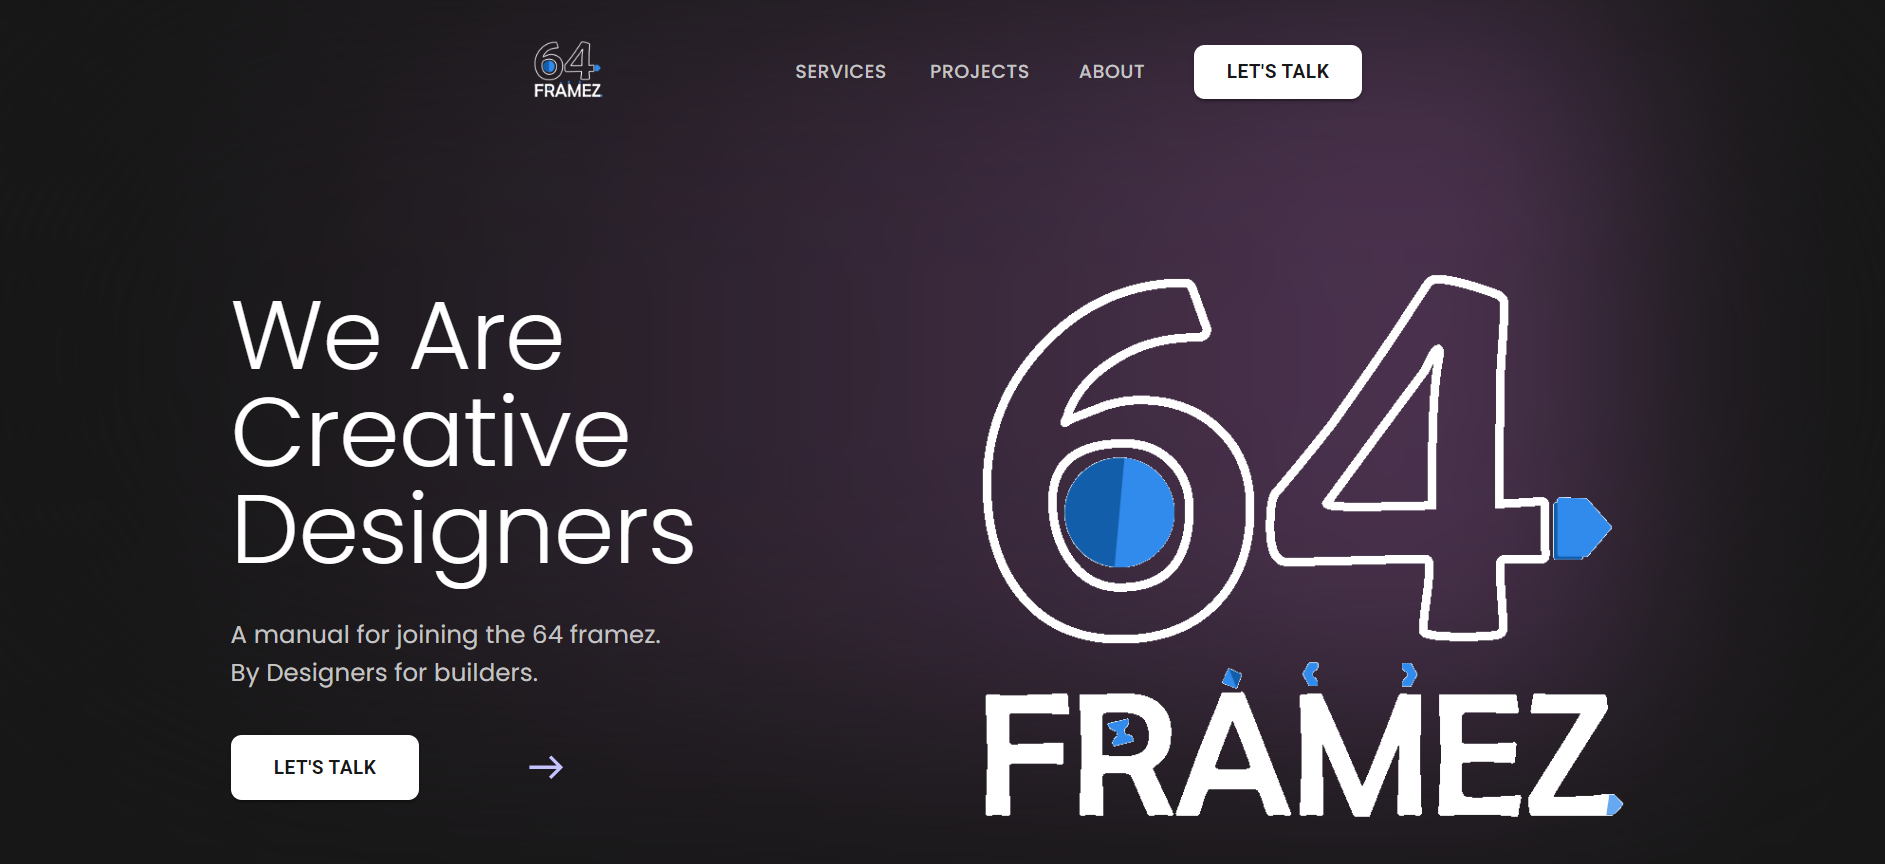 64
FRAMEZ
SERVICES
PROJECTS
ABOUT
LET'S TALK
We Are
Creative
Designers
A manual for joining the 64 framez.
By Designers for builders.
LET'S TALK
64
FRAMEZ